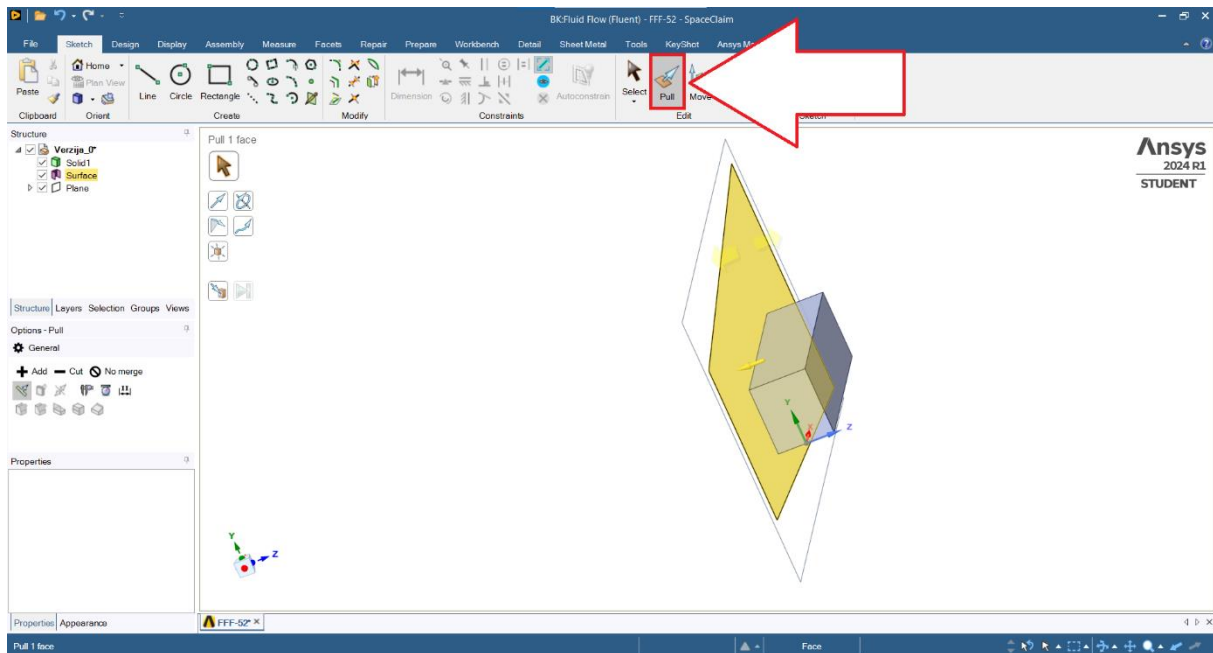 BK:Fluid Flow (Fluent) - FFF-52 - SpaceClaim
File Sketch Design Display Assembly Measure Facets Repair Prepare Workbench Detail Sheet Metal Tools KeyShot Ansys
Home
Plan View
Paste
Line Circle Rectangle
Dimension
Autoconstrain
Select Pull Move
Clipboard Orient Create Modify Constraints Edit Sketch
Structure
Verzija_0*
Solid1
Surface
Plane
Structure Layers Selection Groups Views
Options - Pull
General
Add Cut No merge
Properties
Properties Appearance
Pull 1 face
Ansys
2024 R1
STUDENT
Y
X
Z
Y
Z
FFF-52*
Pull 1 face
Face